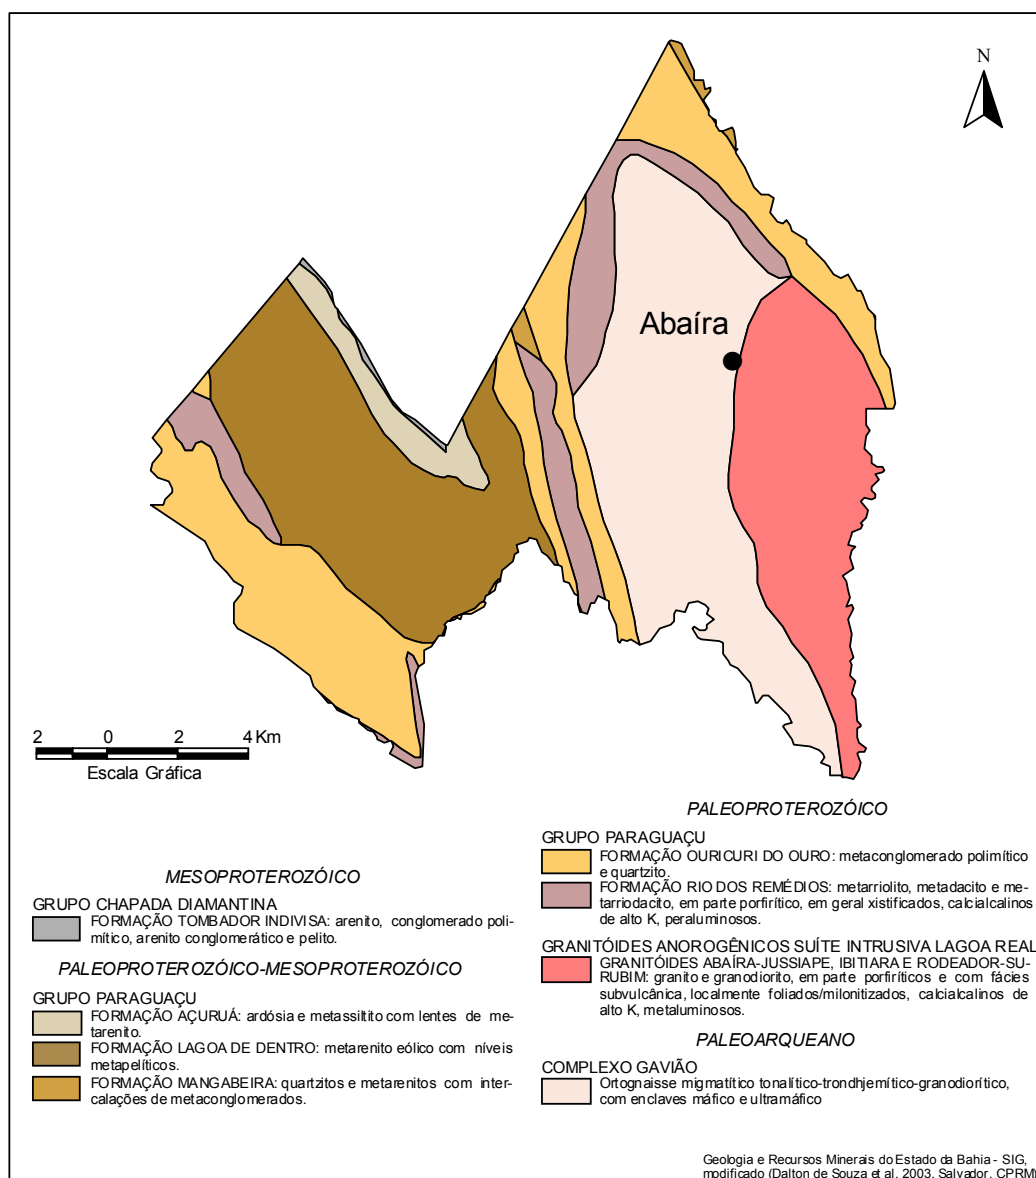 N
Abaíra
2 0 2 4 Km
Escala Gráfica
MESOPROTEROZÓICO
GRUPO CHAPADA DIAMANTINA
FORMAÇÃO TOMBADOR INDIVISA: arenito, conglomerado poli-
mítico, arenito conglomerático e pelito.
PALEOPROTEROZÓICO-MESOPROTEROZÓICO
GRUPO PARAGUAÇU
FORMAÇÃO AÇURUÁ: ardósia e metassiltito com lentes de me-
tarenito.
FORMAÇÃO LAGOA DE DENTRO: metarenito eólico com níveis
metapelíticos.
FORMAÇÃO MANGABEIRA: quartzitos e metarenitos com inter-
calações de metaconglomerados.
PALEOPROTEROZÓICO
GRUPO PARAGUAÇU
FORMAÇÃO OURICURI DO OURO: metaconglomerado polimítico
e quartzito.
FORMAÇÃO RIO DOS REMÉDIOS: metarriolito, metadacito e me-
tarriodacito, em parte porfirítico, em geral xistificados, calcialcalinos
de alto K, peraluminosos.
GRANITÓIDES ANOROGÊNICOS SUÍTE INTRUSIVA LAGOA REAL
GRANITÓIDES ABAÍRA-JUSSIAPE, IBITIARA E RODEADOR-SU-
RUBIM: granito e granodiorito, em parte porfiríticos e com fácies
subvulcânica, localmente foliados/milonitizados, calcialcalinos de
alto K, metaluminosos.
PALEOARQUEANO
COMPLEXO GAVIÃO
Ortognaisse migmatítico tonalítico-trondhjemítico-granodiorítico,
com enclaves máfico e ultramáfico
Geologia e Recursos Minerais do Estado da Bahia - SIG,
modificado (Dalton de Souza et al, 2003, Salvador, CPRM)